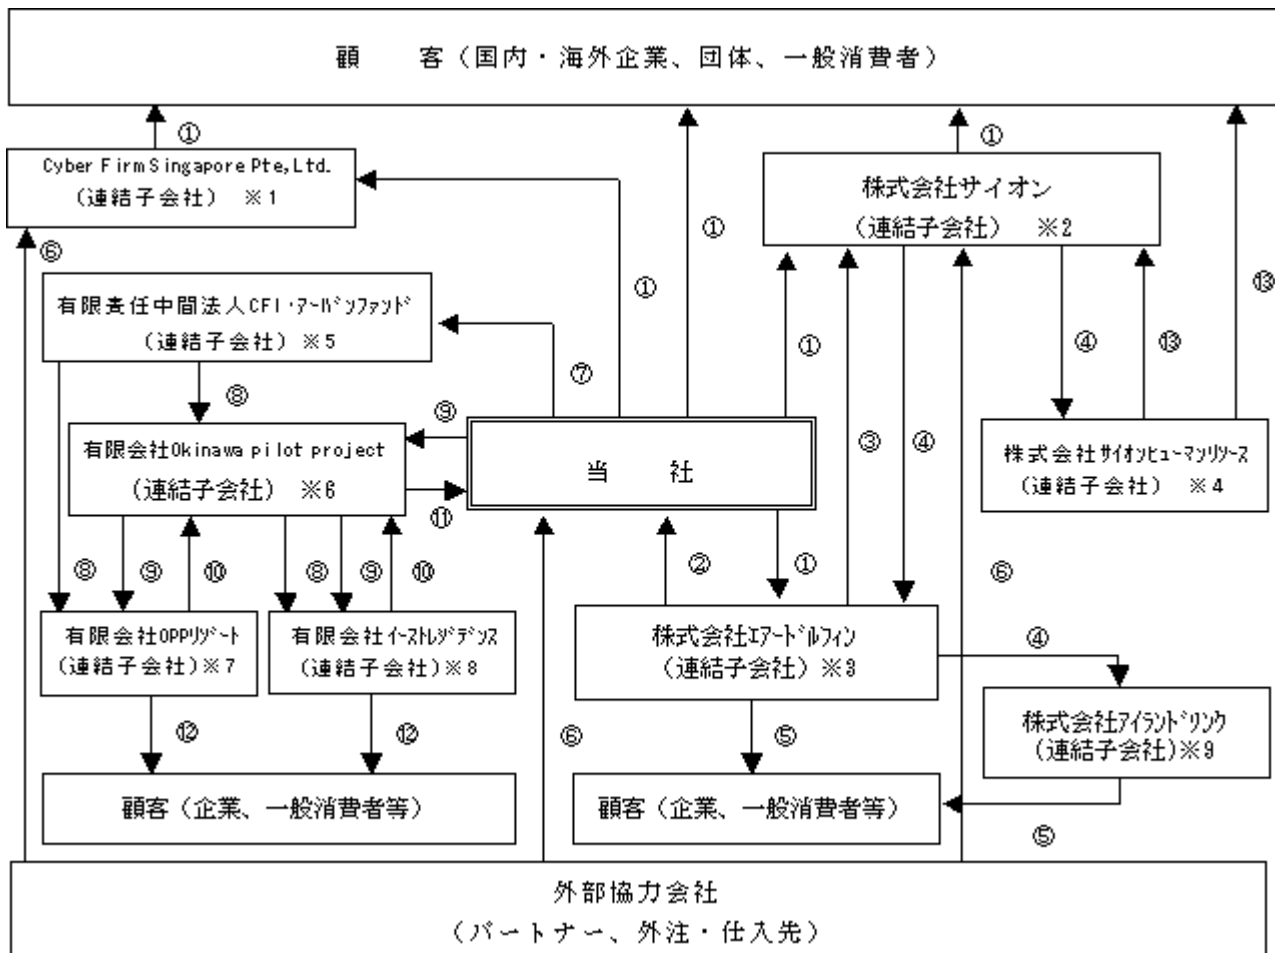 顧　　客（国内・海外企業、団体、一般消費者）
①
①
Cyber Firm Singapore Pte,Ltd.
（連結子会社）　※1
株式会社サイオン
（連結子会社）　※2
①
⑥
①
⑬
有限責任中間法人CFI・ｱｰﾊﾞﾝﾌｧﾝﾄﾞ
（連結子会社）※5
①
④
⑬
⑦
⑧
⑨
③
④
有限会社Okinawa pilot project
（連結子会社）　※6
当　　社
株式会社ｻｲｵﾝﾋｭｰﾏﾝﾘｿｰｽ
（連結子会社）　※4
⑪
⑧
⑨
⑩
⑧
⑨
⑩
②
①
⑥
有限会社OPPﾘｿﾞｰﾄ
（連結子会社）※7
有限会社ｲｰｽﾄﾚｼﾞデﾝｽ
（連結子会社）※8
株式会社ｴｱｰﾄﾞﾙﾌｨﾝ
（連結子会社）※3
④
株式会社ｱｲﾗﾝﾄﾞﾘﾝｸ
（連結子会社）※9
⑫
⑫
⑥
⑤
顧客（企業、一般消費者等）
顧客（企業、一般消費者等）
⑤
外部協力会社
（パートナー、外注・仕入先）